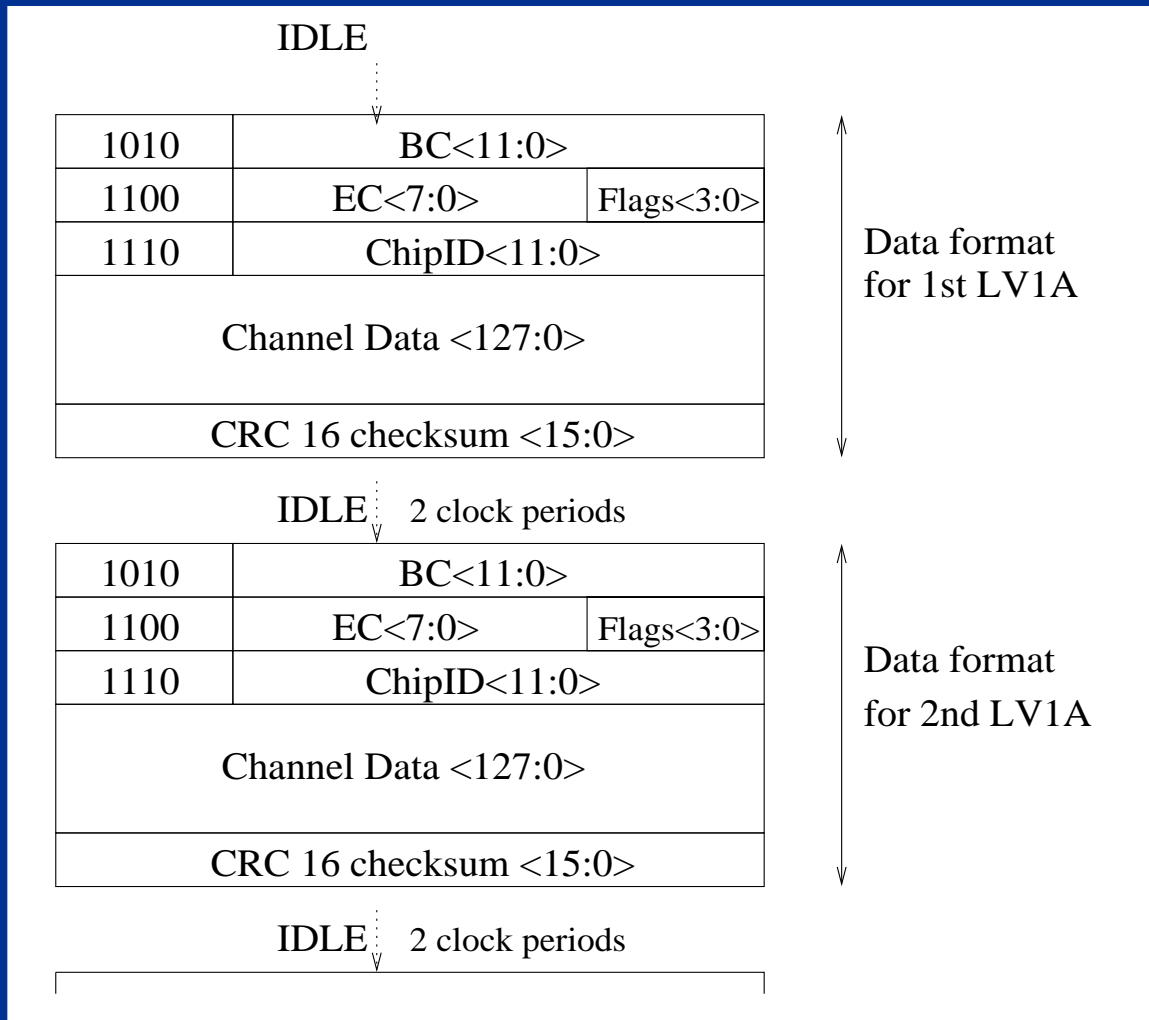 IDLE
1010 BC<11:0>
1100 EC<7:0> Flags<3:0>
1110 ChipID<11:0>
Channel Data <127:0>
CRC 16 checksum <15:0>
Data format
for 1st LV1A
IDLE 2 clock periods
1010 BC<11:0>
1100 EC<7:0> Flags<3:0>
1110 ChipID<11:0>
Channel Data <127:0>
CRC 16 checksum <15:0>
Data format
for 2nd LV1A
IDLE 2 clock periods